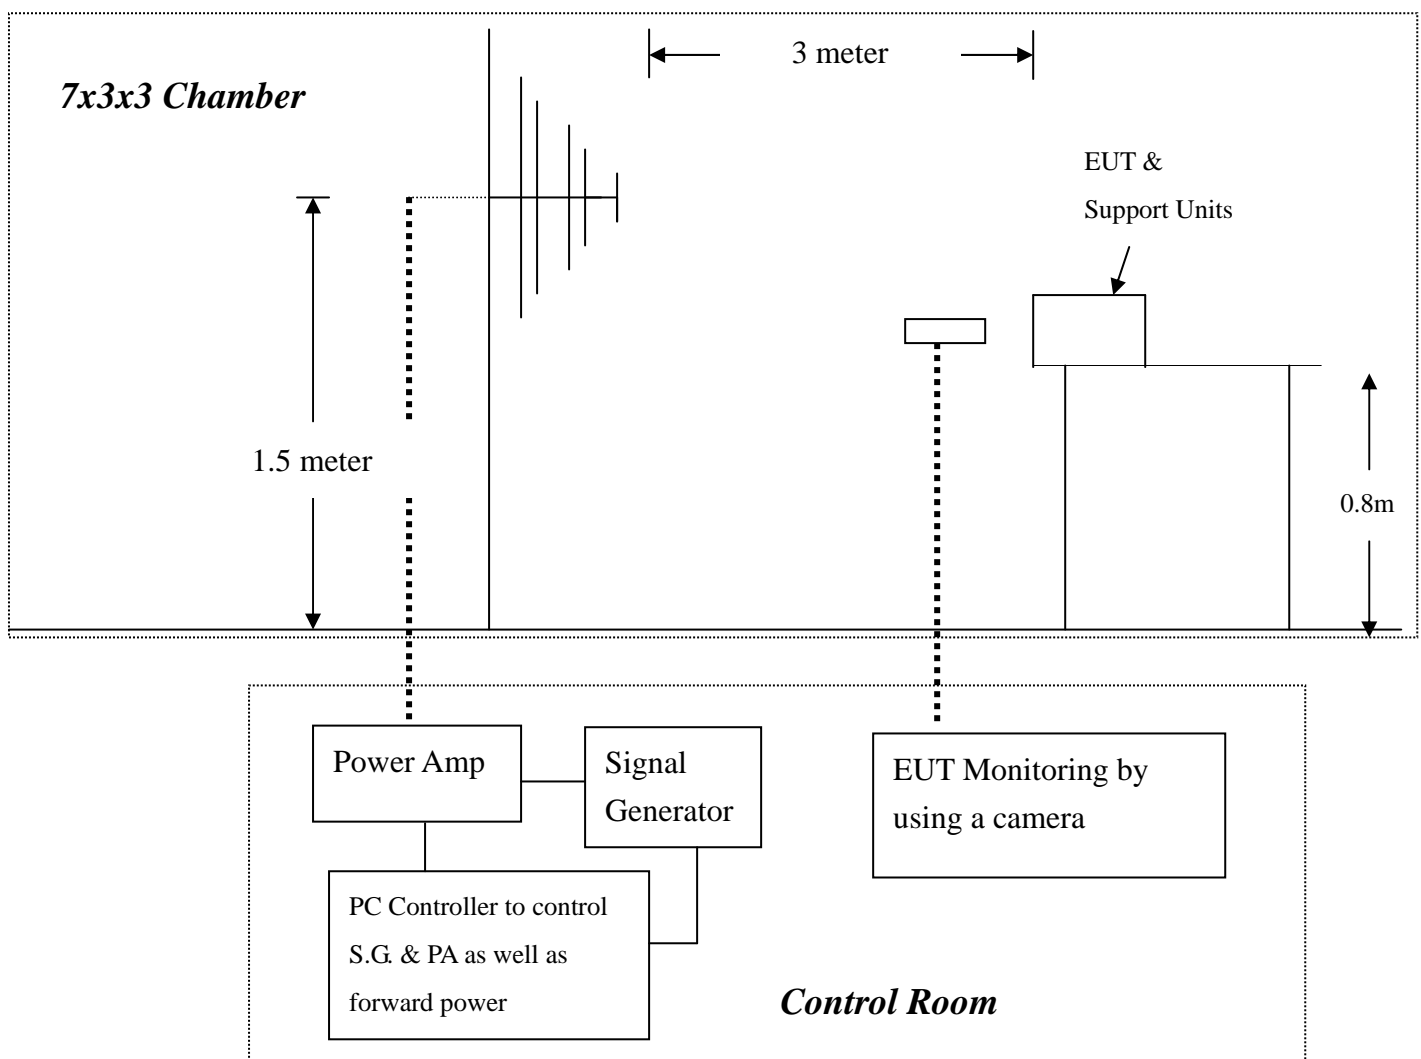 3 meter
7x3x3 Chamber
EUT &
Support Units
1.5 meter
0.8m
Power Amp
Signal
Generator
EUT Monitoring by
using a camera
PC Controller to control
S.G. & PA as well as
forward power
Control Room